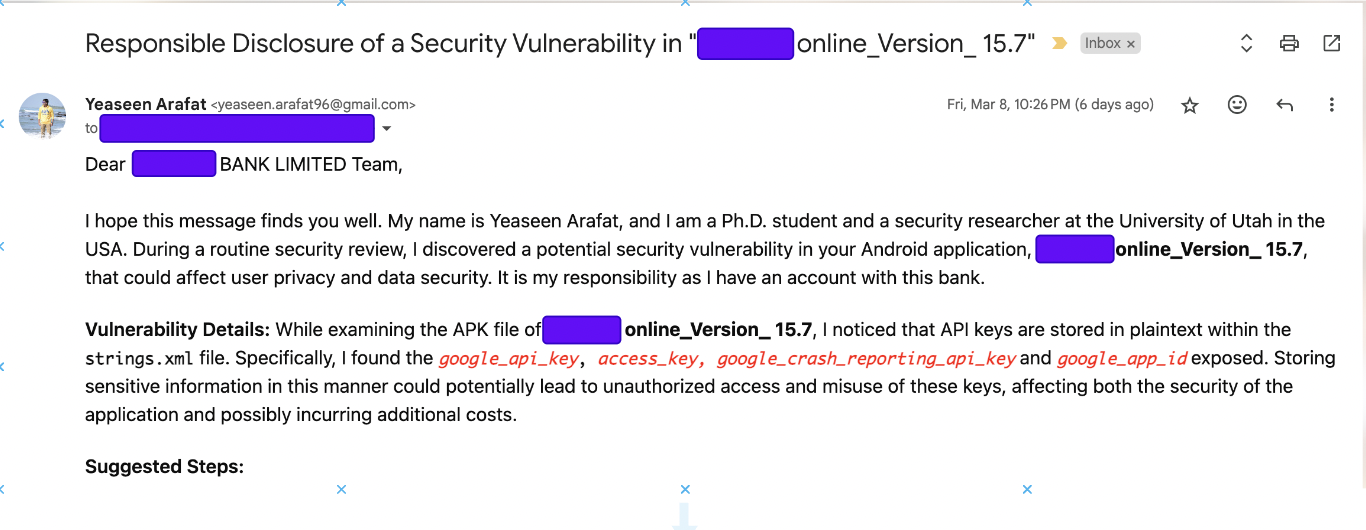 Responsible Disclosure of a Security Vulnerability in " online_Version_ 15.7" Inbox ×
Yeaseen Arafat <yeaseen.arafat96@gmail.com> Fri, Mar 8, 10:26 PM (6 days ago)
to
Dear BANK LIMITED Team,
I hope this message finds you well. My name is Yeaseen Arafat, and I am a Ph.D. student and a security researcher at the University of Utah in the
USA. During a routine security review, I discovered a potential security vulnerability in your Android application, online_Version_ 15.7,
that could affect user privacy and data security. It is my responsibility as I have an account with this bank.
Vulnerability Details: While examining the APK file of online_Version_ 15.7, I noticed that API keys are stored in plaintext within the
strings.xml file. Specifically, I found the google_api_key, access_key, google_crash_reporting_api_key and google_app_id exposed. Storing
sensitive information in this manner could potentially lead to unauthorized access and misuse of these keys, affecting both the security of the
application and possibly incurring additional costs.
Suggested Steps: